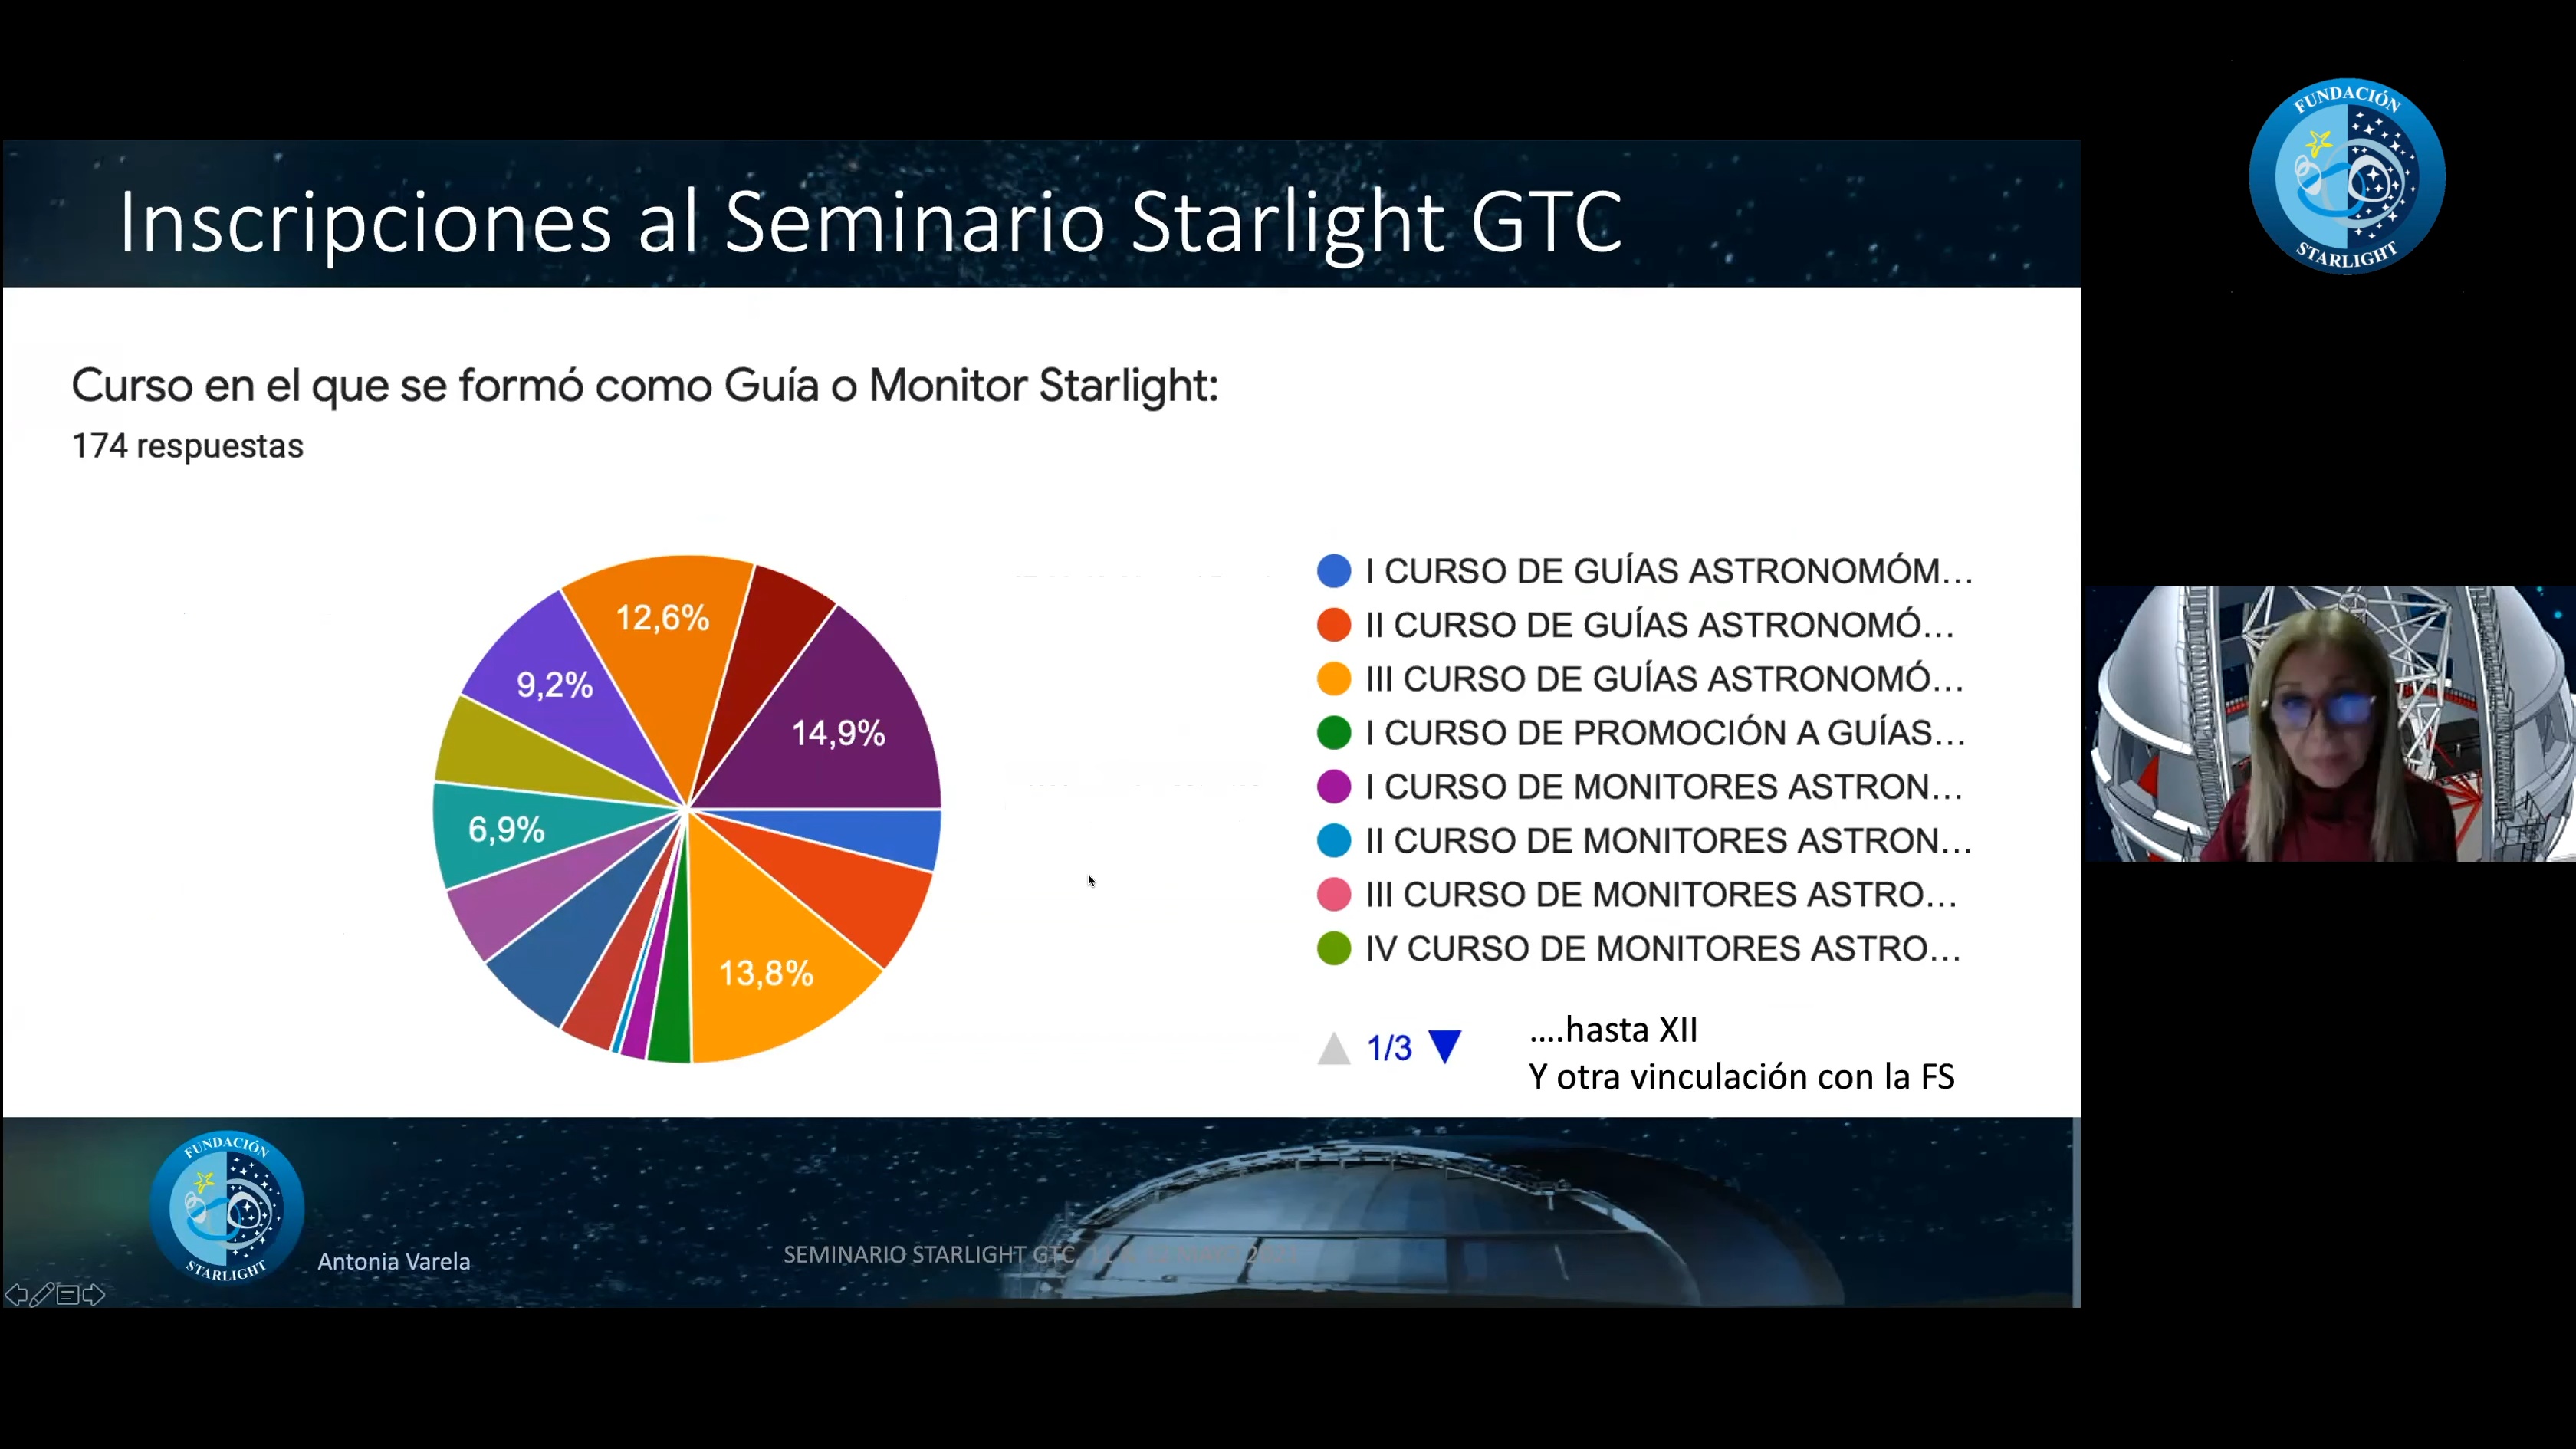 Inscripciones al Seminario Starlight GTC
FUNDACIÓN
STARLIGHT
Curso en el que se formó como Guía o Monitor Starlight:
174 respuestas
12,6%
14,9%
9,2%
6,9%
13,8%
I CURSO DE GUÍAS ASTRONOMÓM...
II CURSO DE GUÍAS ASTRONOMÓ...
III CURSO DE GUÍAS ASTRONOMÓ...
I CURSO DE PROMOCIÓN A GUÍAS...
I CURSO DE MONITORES ASTRON...
II CURSO DE MONITORES ASTRON...
III CURSO DE MONITORES ASTRO...
IV CURSO DE MONITORES ASTRO...
1/3
....hasta XII
Y otra vinculación con la FS
FUNDACIÓN
STARLIGHT
Antonia Varela
SEMINARIO STARLIGHT GTC